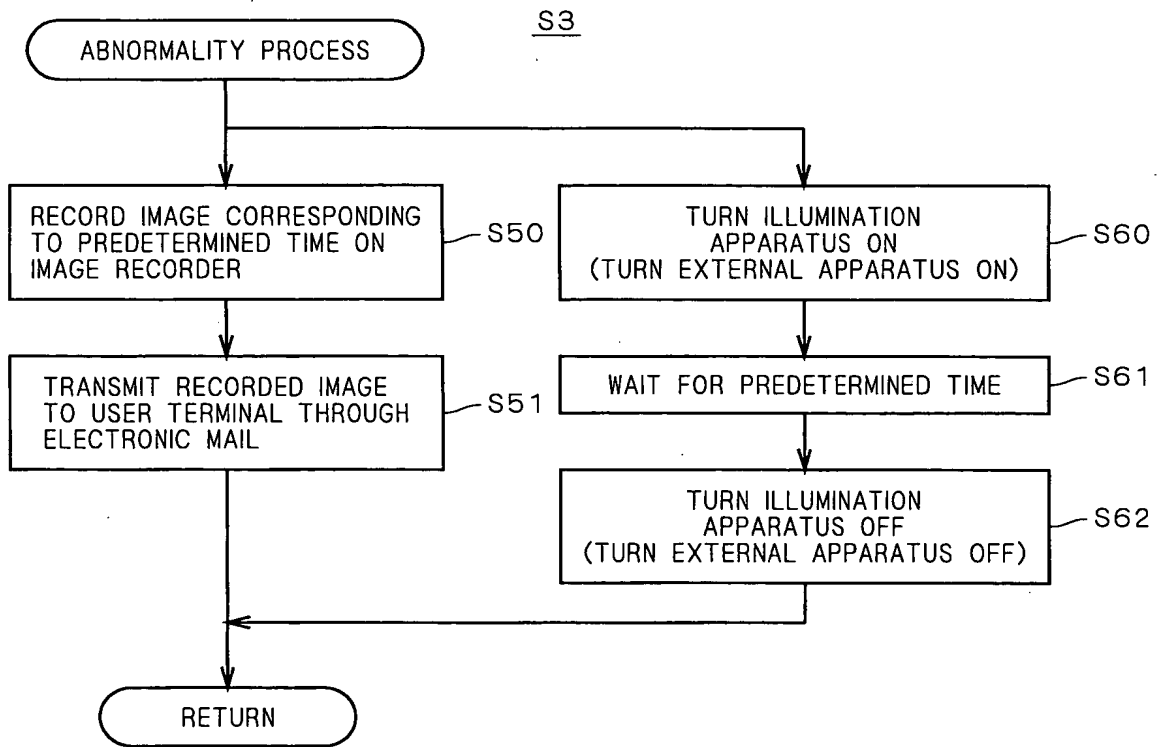 S3
ABNORMALITY PROCESS
RECORD IMAGE CORRESPONDING
TO PREDETERMINED TIME ON
IMAGE RECORDER
S50
TRANSMIT RECORDED IMAGE
TO USER TERMINAL THROUGH
ELECTRONIC MAIL
S51
TURN ILLUMINATION
APPARATUS ON
(TURN EXTERNAL APPARATUS ON)
S60
WAIT FOR PREDETERMINED TIME
S61
TURN ILLUMINATION
APPARATUS OFF
(TURN EXTERNAL APPARATUS OFF)
S62
RETURN